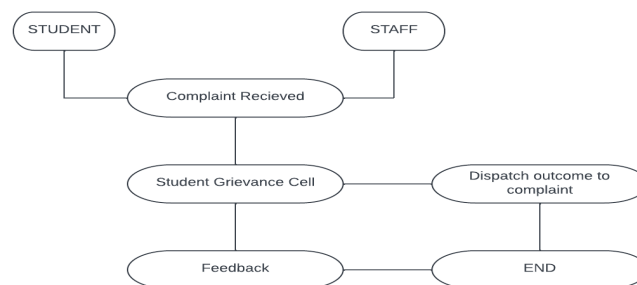 STUDENT
STAFF
Complaint Recieved
Student Grievance Cell
Dispatch outcome to
complaint
Feedback
END